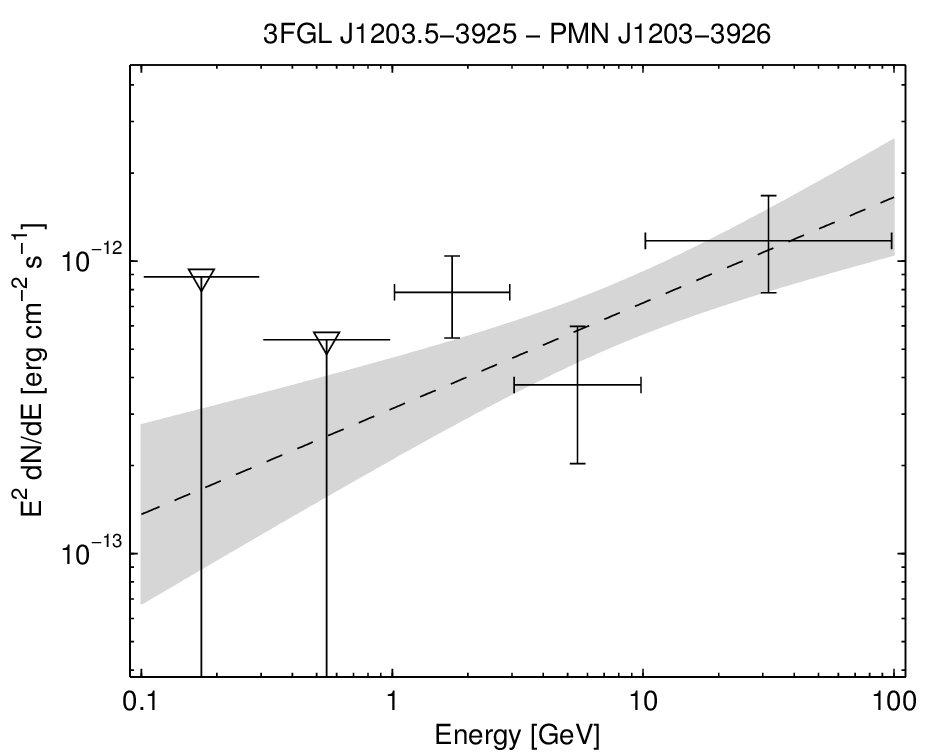 3FGL J1203.5−3925 − PMN J1203−3926
E² dN/dE [erg cm⁻² s⁻¹]
10⁻¹²
10⁻¹³
0.1 1 10 100
Energy [GeV]